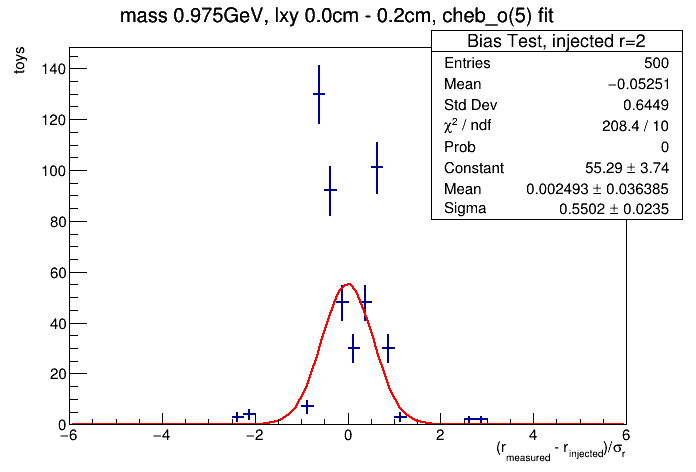 mass 0.975GeV, lxy 0.0cm - 0.2cm, cheb_o(5) fit
Bias Test, injected r=2
Entries 500
Mean −0.05251
Std Dev 0.6449
χ² / ndf 208.4 / 10
Prob 0
Constant 55.29 ± 3.74
Mean 0.002493 ± 0.036385
Sigma 0.5502 ± 0.0235
toys
140
120
100
80
60
40
20
0
−6 −4 −2 0 2 4 6
(r_measured - r_injected)/σ_r